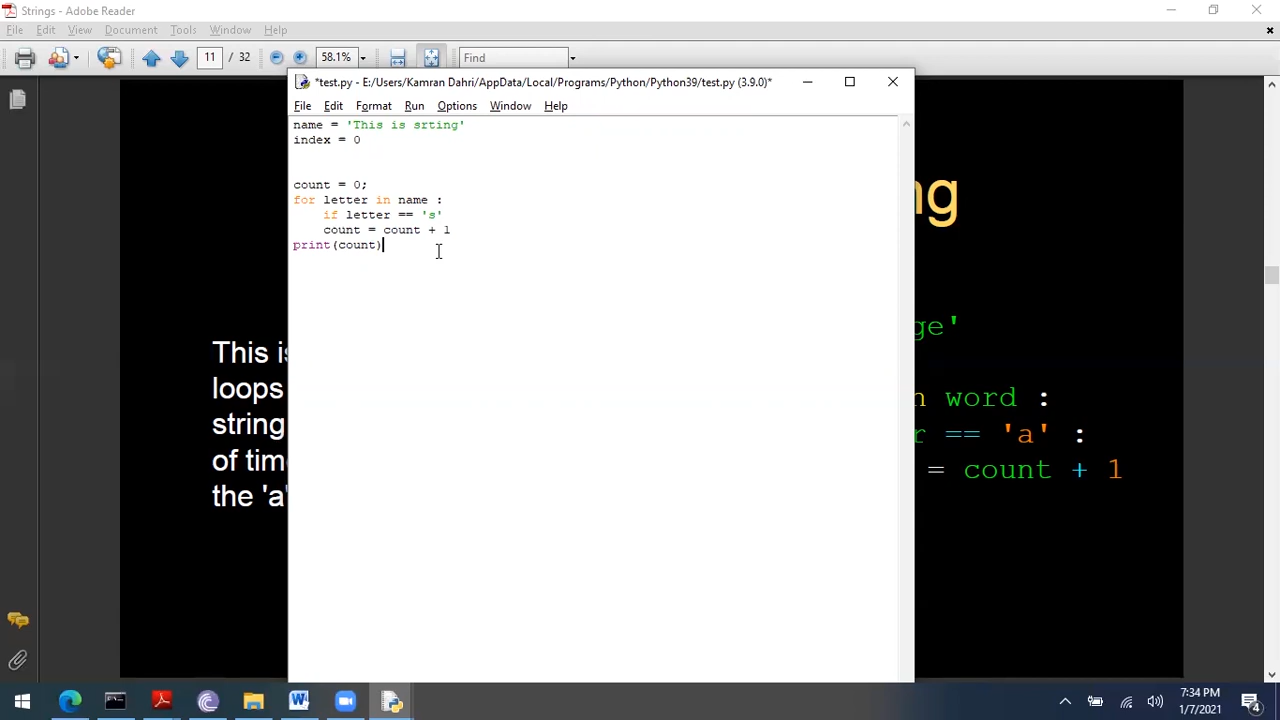 Strings - Adobe Reader
File Edit View Document Tools Window Help
11 / 32 58.1% Find
*test.py - E:/Users/Kamran Dahri/AppData/Local/Programs/Python/Python39/test.py (3.9.0)*
File Edit Format Run Options Window Help
name = 'This is srting'
index = 0
count = 0;
for letter in name :
    if letter == 's'
    count = count + 1
print(count)
ng
ge'
This is
loops
string
of time
the 'a'
n word :
r == 'a' :
= count + 1
7:34 PM
1/7/2021
4